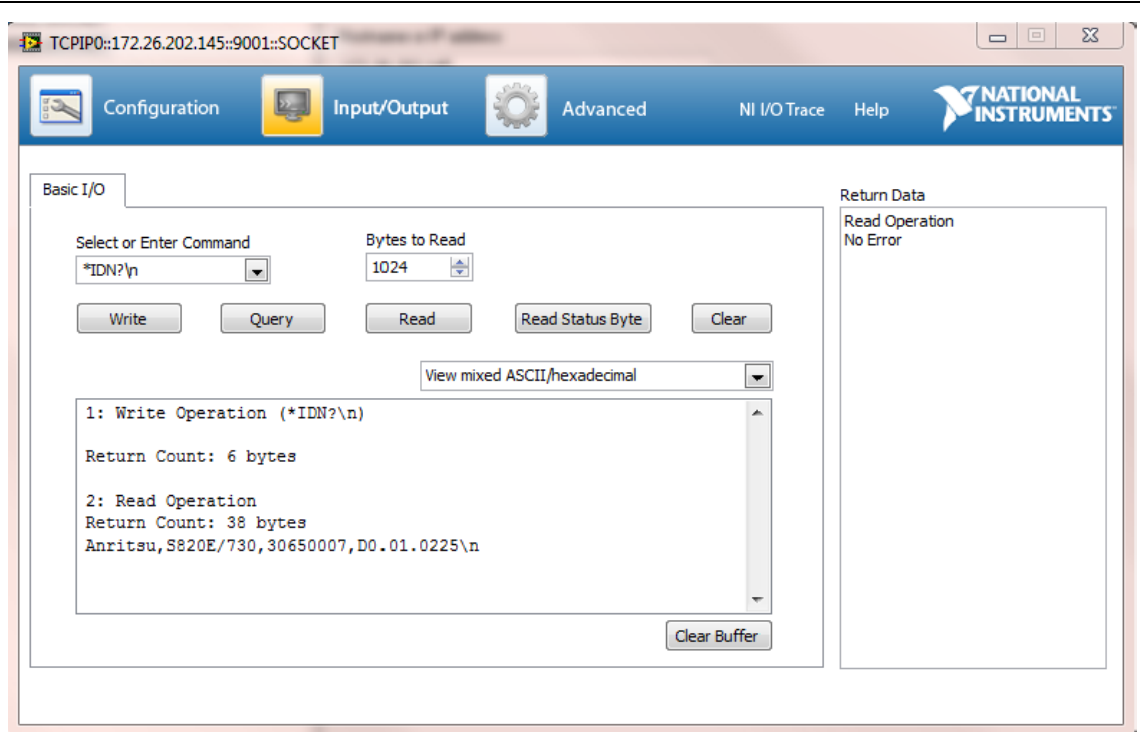 TCPIP0::172.26.202.145::9001::SOCKET
Configuration Input/Output Advanced NI I/O Trace Help NATIONAL INSTRUMENTS
Basic I/O
Select or Enter Command Bytes to Read
*IDN?\n 1024
Write Query Read Read Status Byte Clear
View mixed ASCII/hexadecimal
1: Write Operation (*IDN?\n)
Return Count: 6 bytes
2: Read Operation
Return Count: 38 bytes
Anritsu,S820E/730,30650007,D0.01.0225\n
Clear Buffer
Return Data
Read Operation
No Error